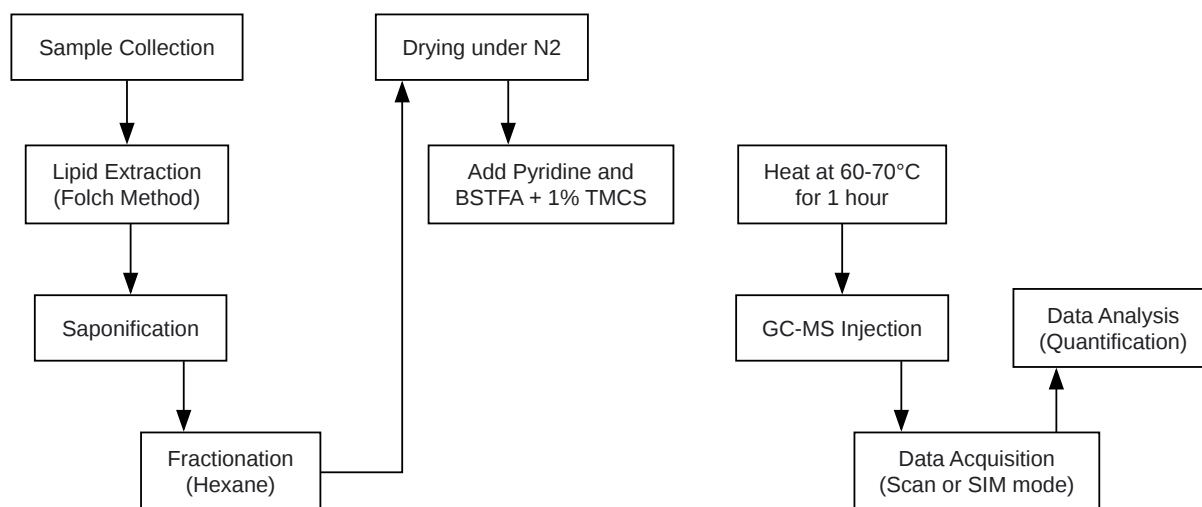 Sample Collection
Lipid Extraction
(Folch Method)
Saponification
Fractionation
(Hexane)
Drying under N2
Add Pyridine and
BSTFA + 1% TMCS
Heat at 60-70°C
for 1 hour
GC-MS Injection
Data Acquisition
(Scan or SIM mode)
Data Analysis
(Quantification)